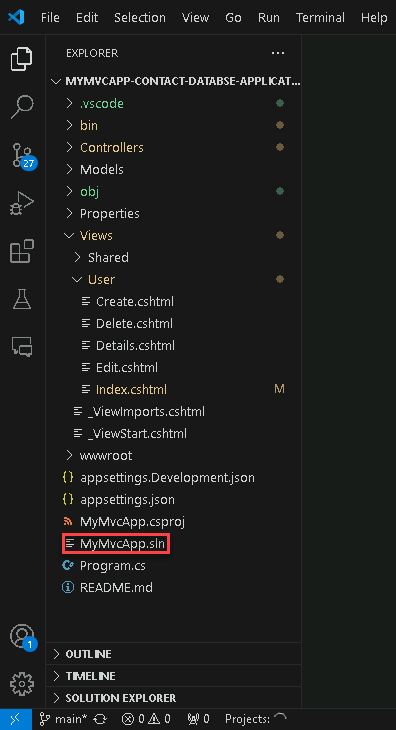 File Edit Selection View Go Run Terminal Help
EXPLORER ...
MYMVCAPP-CONTACT-DATABSE-APPLICAT...
.vscode
bin
Controllers
Models
obj
Properties
Views
Shared
User
Create.cshtml
Delete.cshtml
Details.cshtml
Edit.cshtml
Index.cshtml M
_ViewImports.cshtml
_ViewStart.cshtml
wwwroot
{} appsettings.Development.json
{} appsettings.json
MyMvcApp.csproj
MyMvcApp.sln
Program.cs
README.md
27
1
OUTLINE
TIMELINE
SOLUTION EXPLORER
main* 0 0 0 Projects: